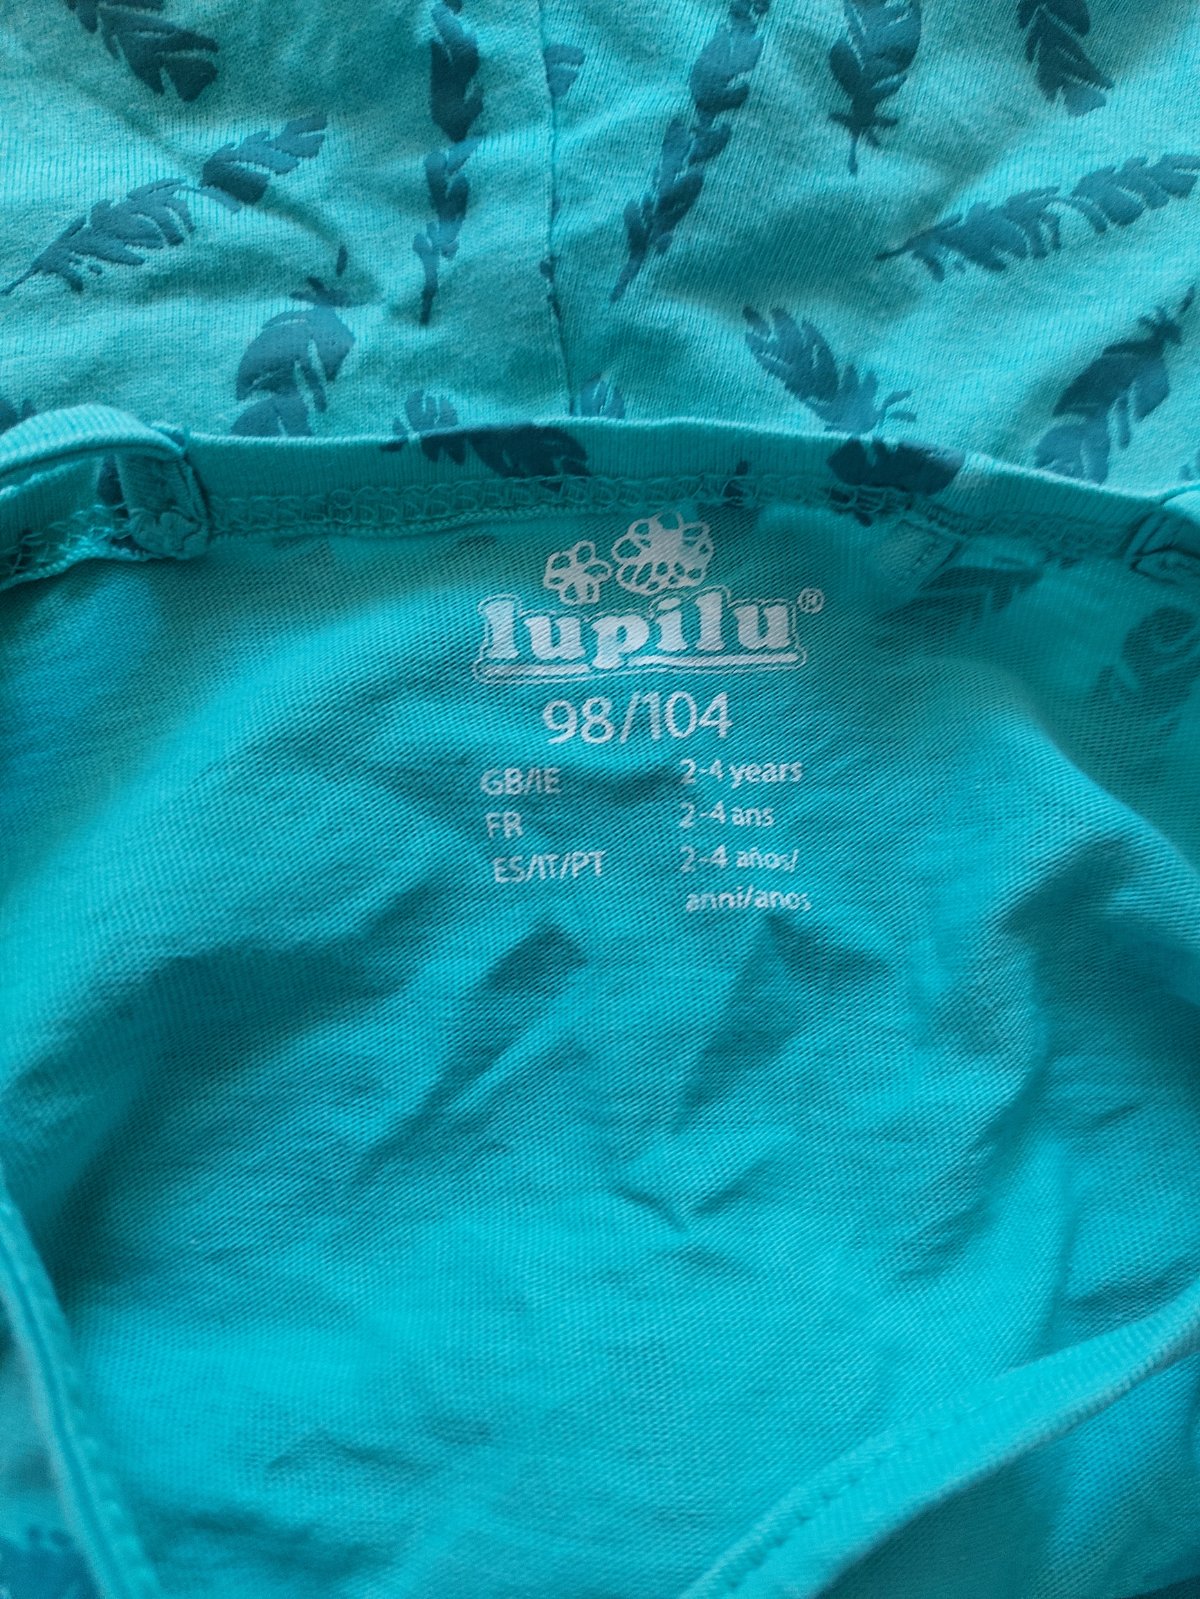 lupilu®
98/104
GB/IE 2-4 years
FR 2-4 ans
ES/IT/PT 2-4 años/
anni/anos